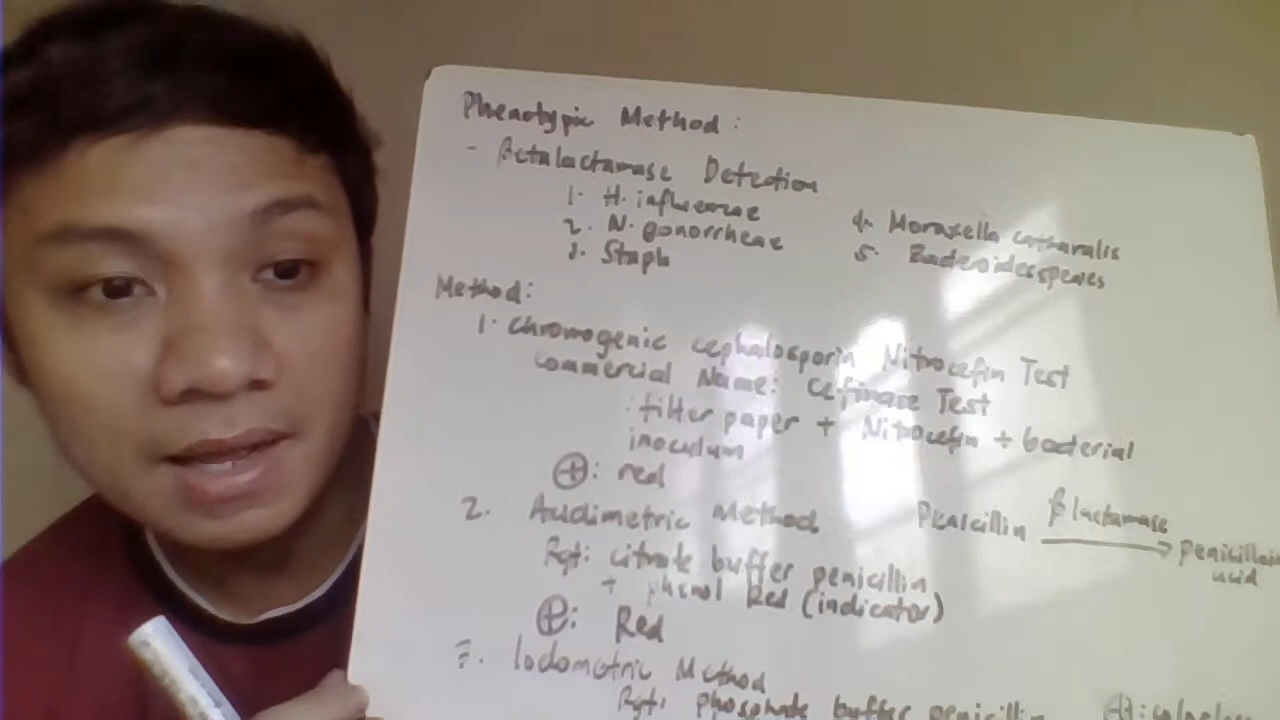 Phenotypic Method:
- Betalactamase Detection
1. H. influenzae
2. N. gonorrheae
3. Staph
4. Moraxella catharalis
5. Bacteroides species
Method:
1. Chromogenic cephalosporin Nitrocefin Test
Commercial Name: Cefinase Test
: filter paper + Nitrocefin + bacterial
inoculum
⊕: red
2. Acidimetric Method
Rgt: citrate buffer penicillin
+ phenol Red (indicator)
⊕: Red
Penicillin β lactamase → penicilloic
acid
3. Iodometric Method
Rgt: phosphate buffer penicillin